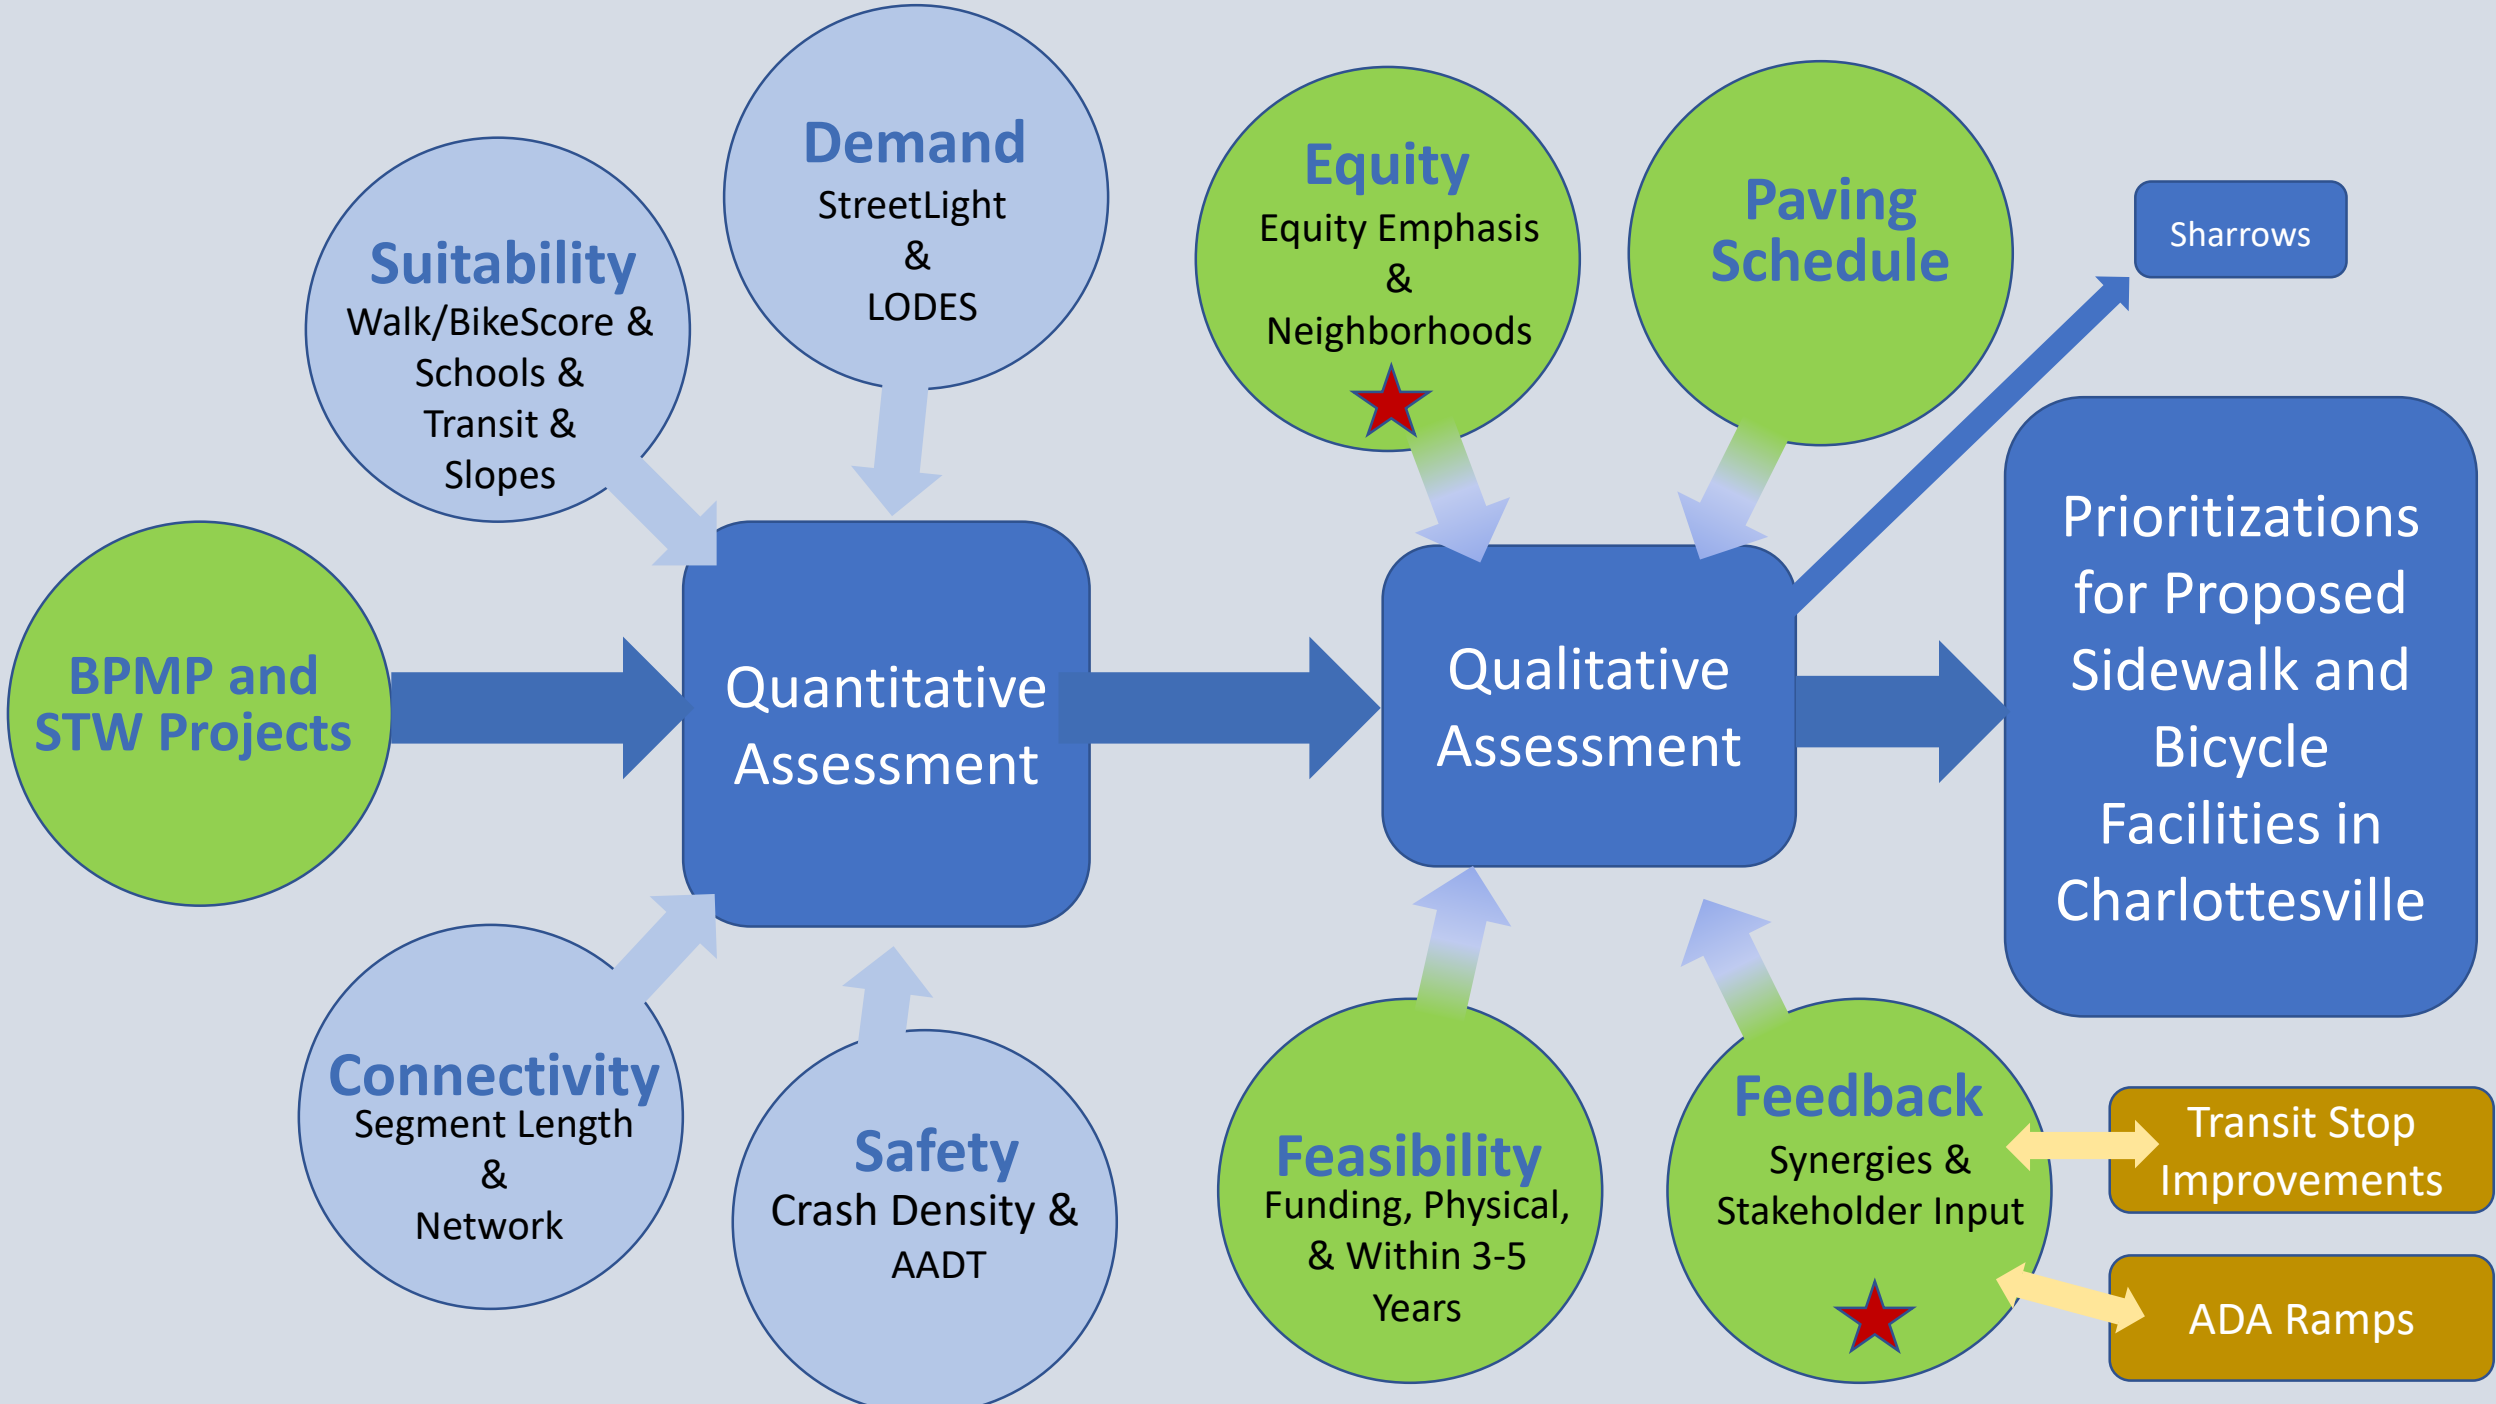 BPMP and
STW Projects
Suitability
Walk/BikeScore &
Schools &
Transit &
Slopes
Demand
StreetLight
&
LODES
Quantitative
Assessment
Connectivity
Segment Length
&
Network
Safety
Crash Density &
AADT
Equity
Equity Emphasis
&
Neighborhoods
Paving
Schedule
Qualitative
Assessment
Feasibility
Funding, Physical,
& Within 3-5
Years
Feedback
Synergies &
Stakeholder Input
Sharrows
Prioritizations
for Proposed
Sidewalk and
Bicycle
Facilities in
Charlottesville
Transit Stop
Improvements
ADA Ramps